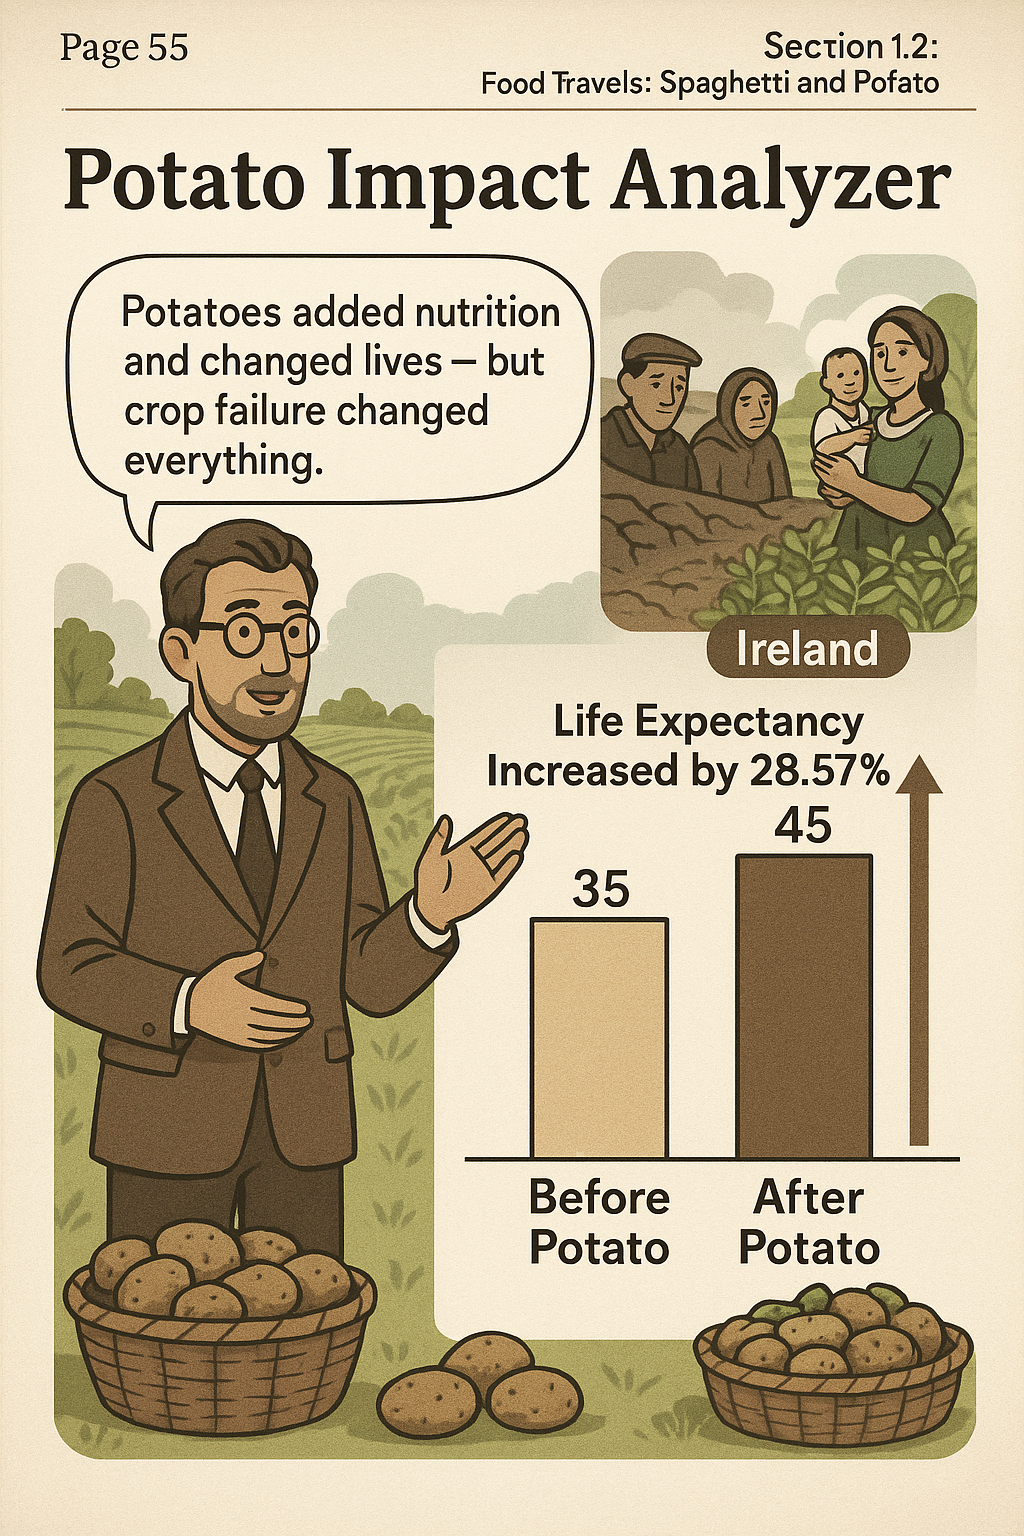 Page 55
Section 1.2:
Food Travels: Spaghetti and Pofato
Potato Impact Analyzer
Potatoes added nutrition
and changed lives – but
crop failure changed
everything.
Ireland
Life Expectancy
Increased by 28.57%
35
45
Before
Potato
After
Potato